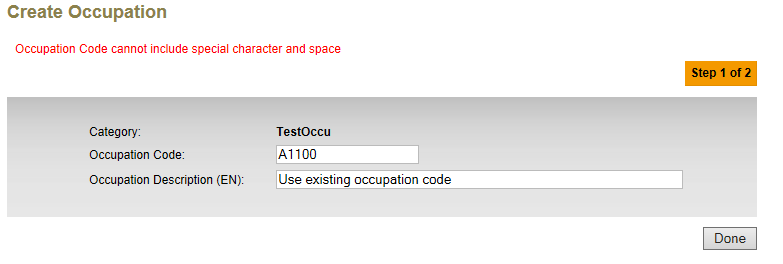 Create Occupation
Occupation Code cannot include special character and space
Step 1 of 2
Category: TestOccu
Occupation Code: A1100
Occupation Description (EN): Use existing occupation code
Done